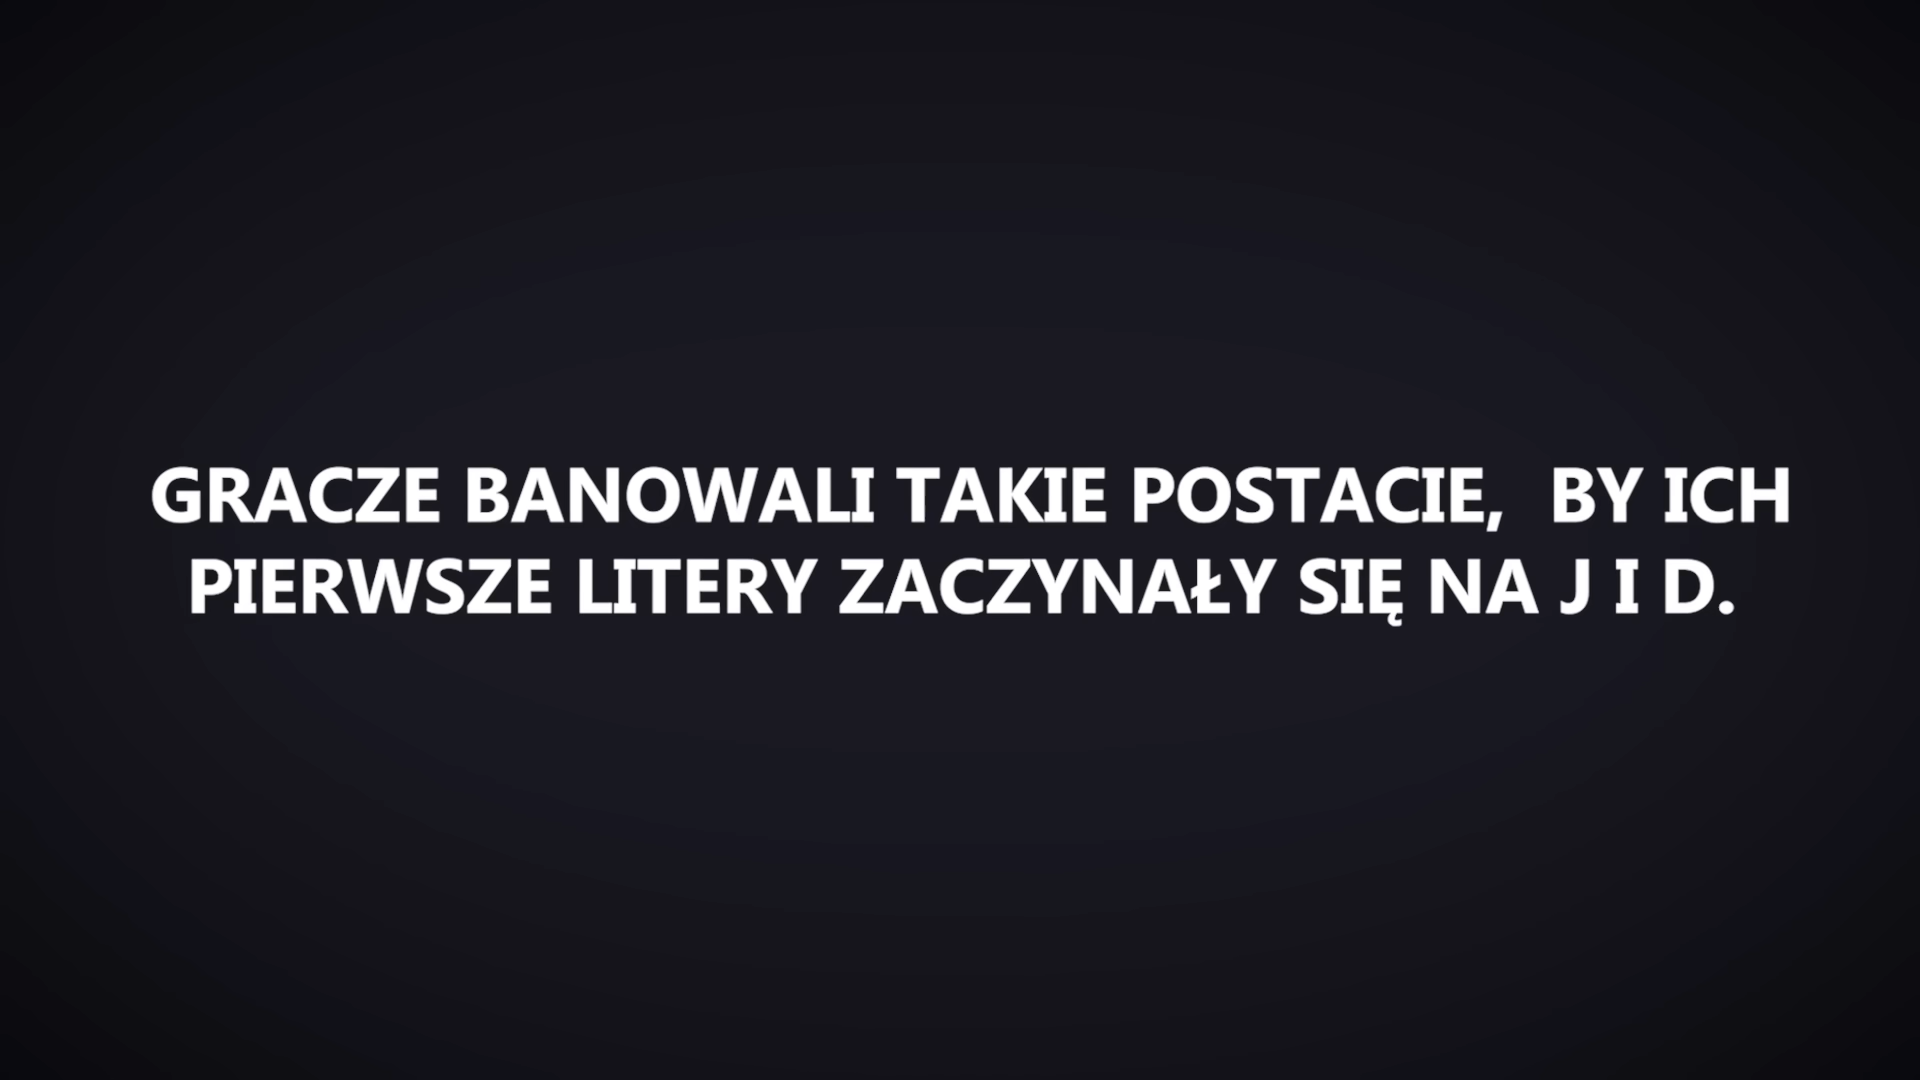 GRACZE BANOWALI TAKIE POSTACIE,  BY ICH
PIERWSZE LITERY ZACZYNAŁY SIĘ NA J I D.